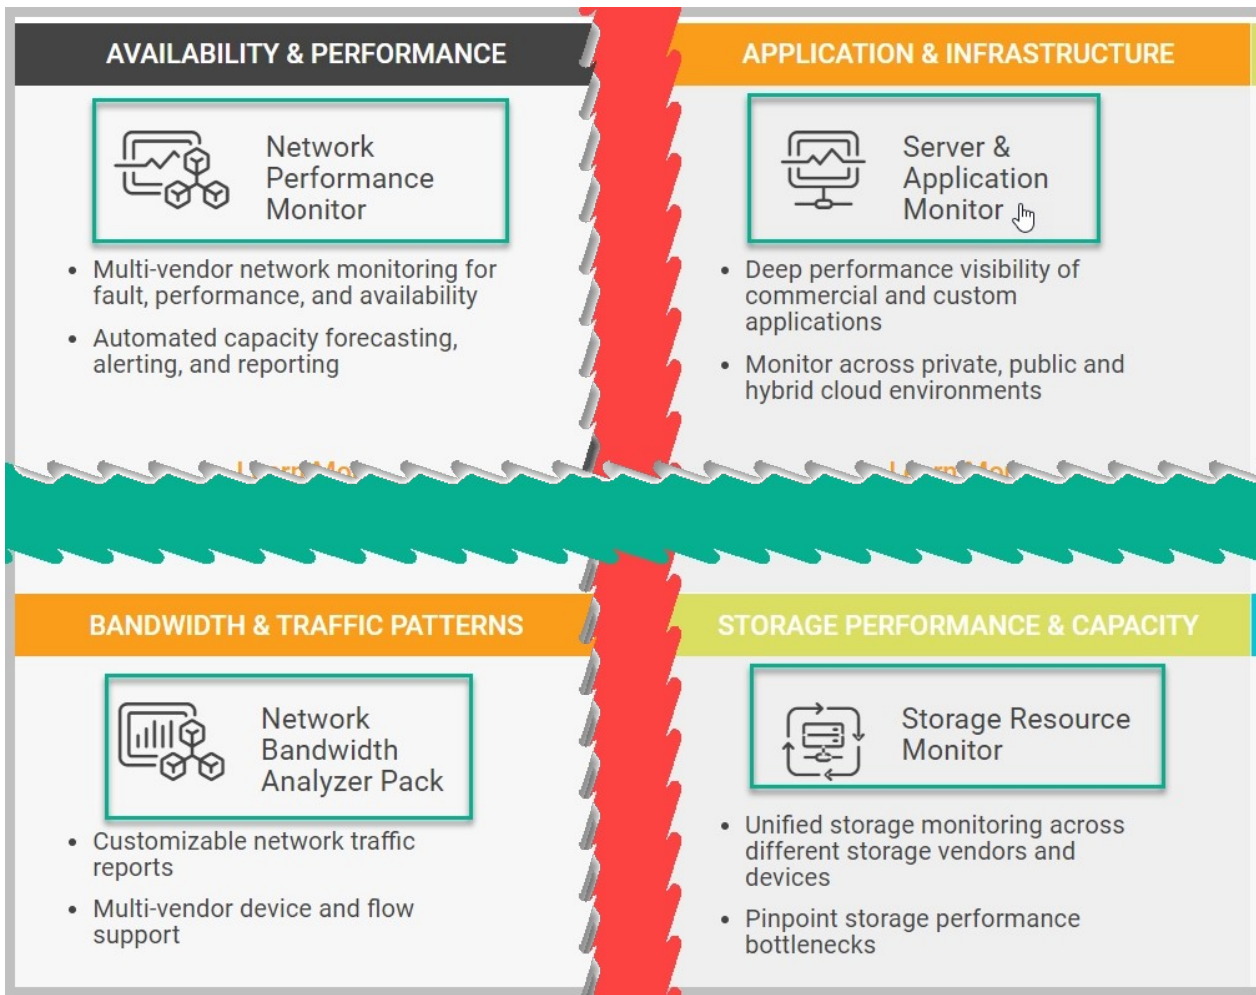 AVAILABILITY & PERFORMANCE
Network
Performance
Monitor
• Multi-vendor network monitoring for
fault, performance, and availability
• Automated capacity forecasting,
alerting, and reporting
APPLICATION & INFRASTRUCTURE
Server &
Application
Monitor
• Deep performance visibility of
commercial and custom
applications
• Monitor across private, public and
hybrid cloud environments
BANDWIDTH & TRAFFIC PATTERNS
Network
Bandwidth
Analyzer Pack
• Customizable network traffic
reports
• Multi-vendor device and flow
support
STORAGE PERFORMANCE & CAPACITY
Storage Resource
Monitor
• Unified storage monitoring across
different storage vendors and
devices
• Pinpoint storage performance
bottlenecks